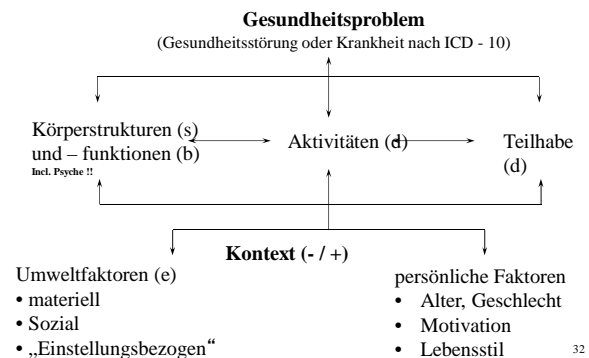 Gesundheitsproblem
(Gesundheitsstörung oder Krankheit nach ICD - 10)
Körperstrukturen (s)
und – funktionen (b)
Incl. Psyche !!
Aktivitäten (d)
Teilhabe
(d)
Kontext (- / +)
Umweltfaktoren (e)
• materiell
• Sozial
• „Einstellungsbezogen“
persönliche Faktoren
• Alter, Geschlecht
• Motivation
• Lebensstil
32